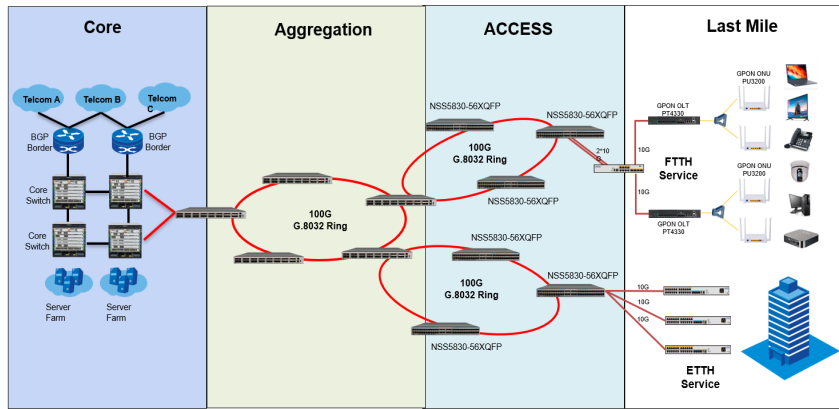 Core
Aggregation
ACCESS
Last Mile
Telcom A
Telcom B
Telcom
C
BGP
Border
BGP
Border
Core
Switch
Core
Switch
Server
Farm
Server
Farm
100G
G.8032 Ring
NSS5830-56XQFP
NSS5830-56XQFP
100G
G.8032 Ring
NSS5830-56XQFP
2*10
G
NSS5830-56XQFP
NSS5830-56XQFP
100G
G.8032 Ring
NSS5830-56XQFP
GPON ONU
PU3200
GPON OLT
PT4330
10G
FTTH
Service
10G
GPON ONU
PU3200
GPON OLT
PT4330
10G
10G
10G
ETTH
Service